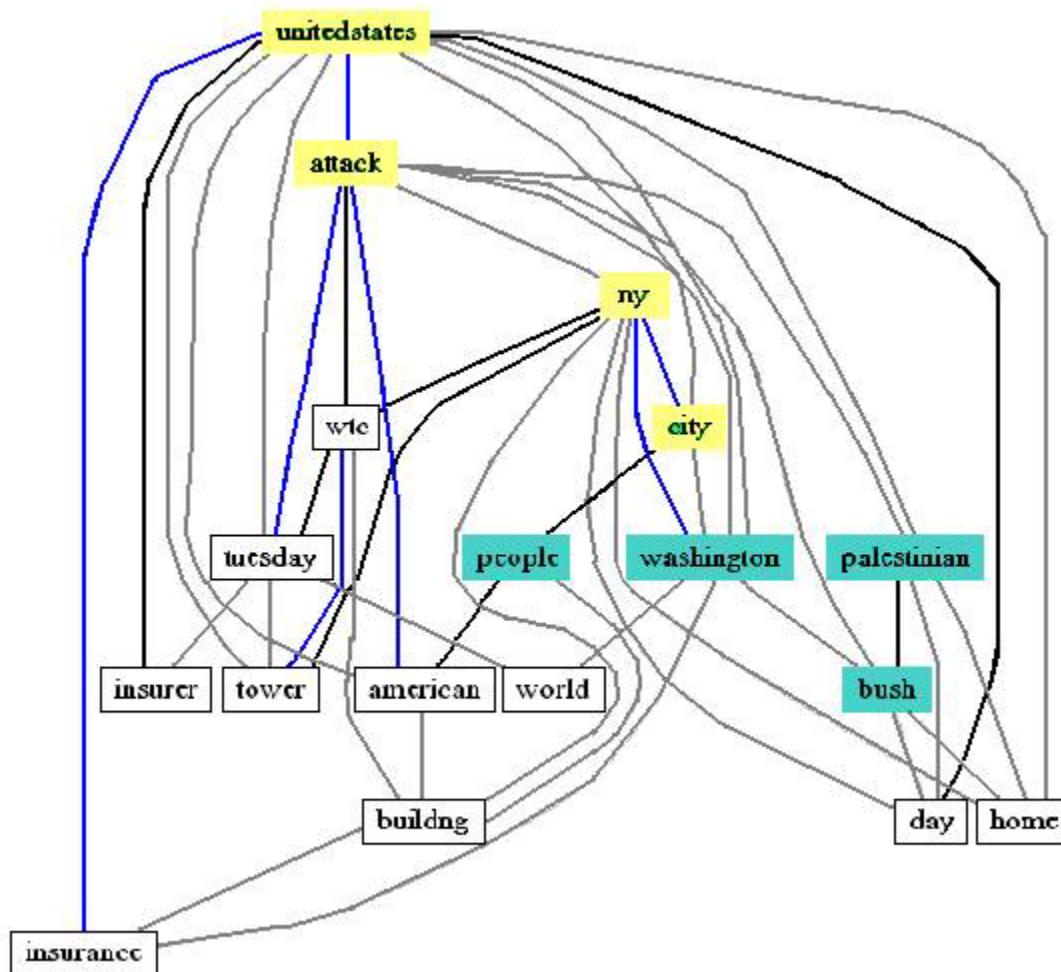 unitedstates
attack
ny
wtc
city
tuesday
people
washington
palestinian
insurer
tower
american
world
bush
buildng
day
home
insurance